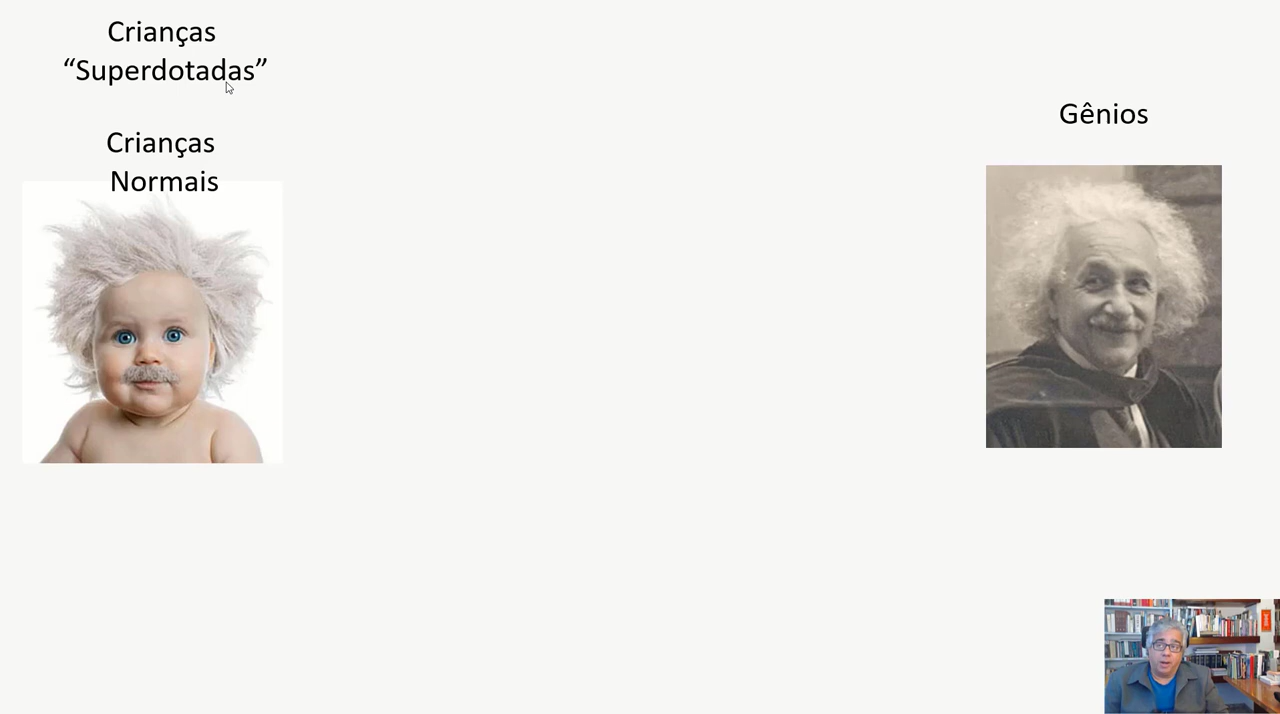 Crianças
“Superdotadas”
Crianças
Normais
Gênios